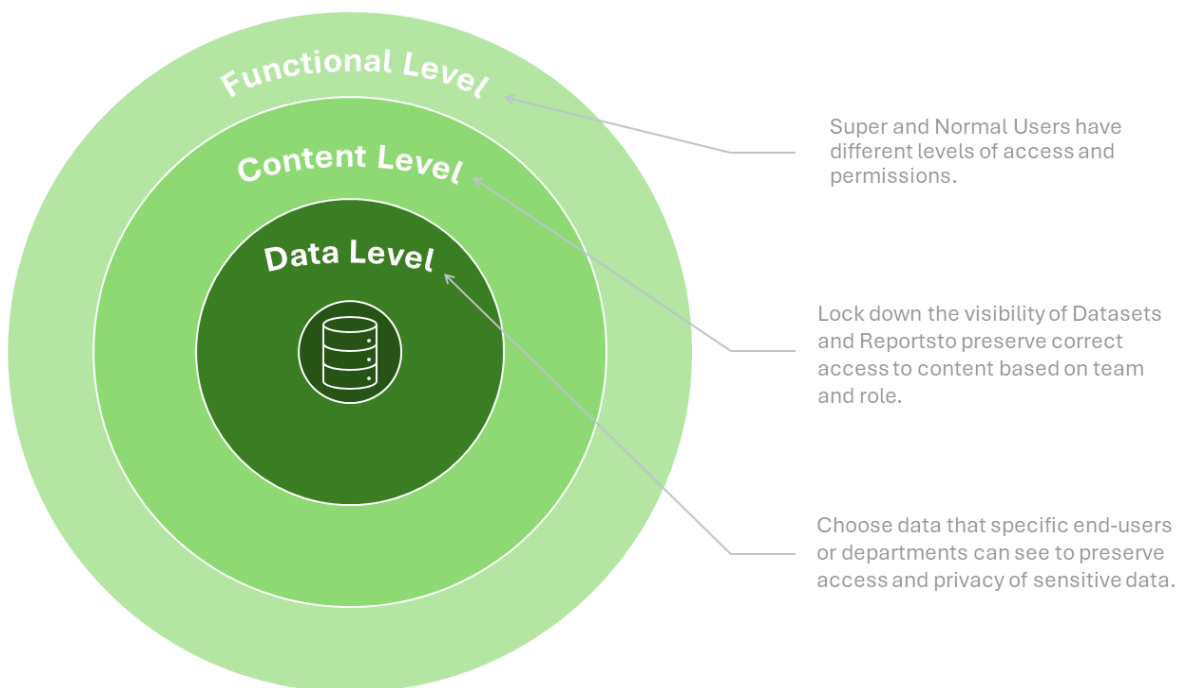 Functional Level
Super and Normal Users have
different levels of access and
permissions.
Content Level
Lock down the visibility of Datasets
and Reportsto preserve correct
access to content based on team
and role.
Data Level
Choose data that specific end-users
or departments can see to preserve
access and privacy of sensitive data.